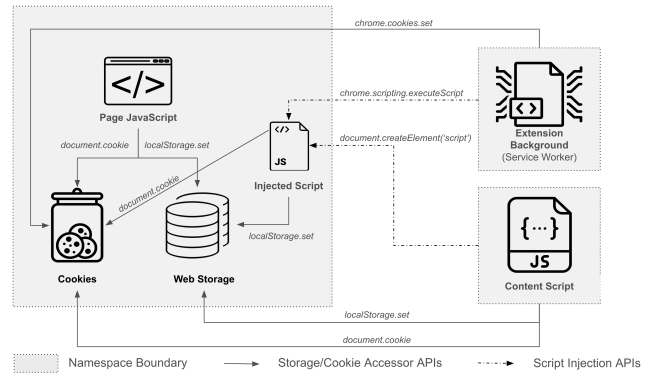 chrome.cookies.set
</>
Page JavaScript
chrome.scripting.executeScript
<>
Extension
Background
(Service Worker)
document.cookie
localStorage.set
</>
JS
document.createElement('script')
Injected Script
document.cookie
localStorage.set
{...}
JS
Cookies
Web Storage
Content Script
localStorage.set
document.cookie
Namespace Boundary
Storage/Cookie Accessor APIs
Script Injection APIs